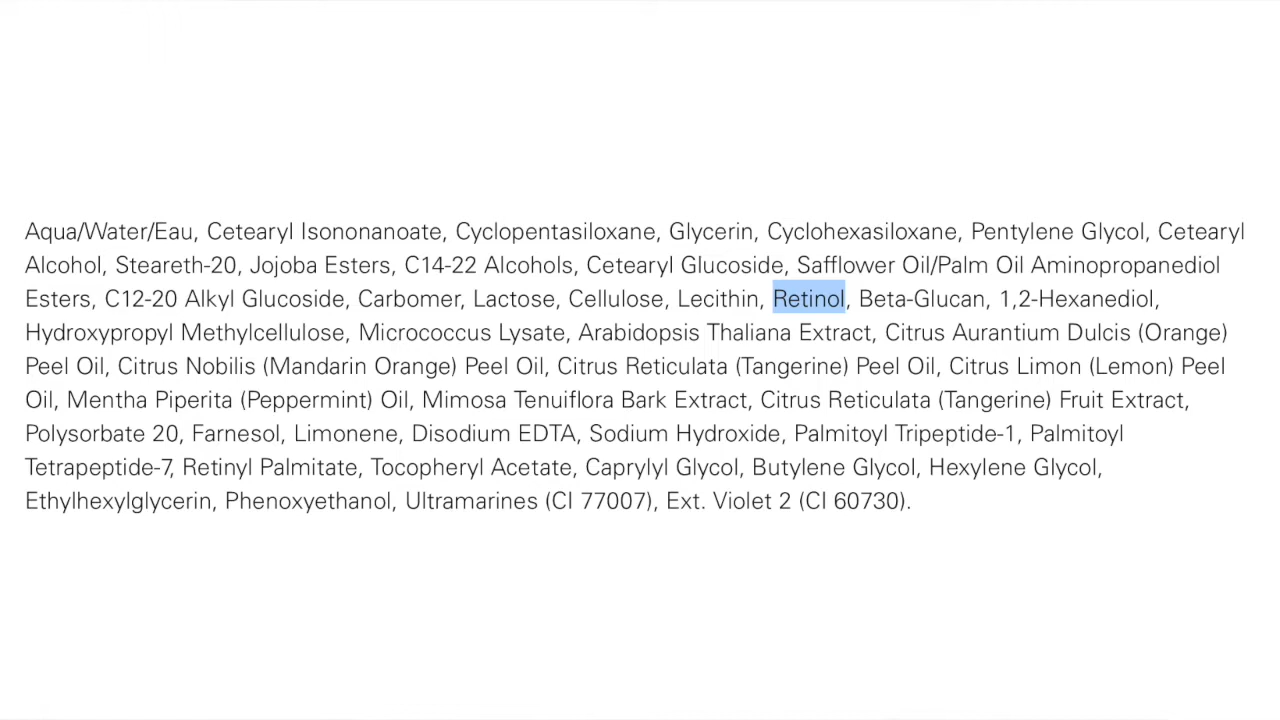 Aqua/Water/Eau, Cetearyl Isononanoate, Cyclopentasiloxane, Glycerin, Cyclohexasiloxane, Pentylene Glycol, Cetearyl
Alcohol, Steareth-20, Jojoba Esters, C14-22 Alcohols, Cetearyl Glucoside, Safflower Oil/Palm Oil Aminopropanediol
Esters, C12-20 Alkyl Glucoside, Carbomer, Lactose, Cellulose, Lecithin, Retinol, Beta-Glucan, 1,2-Hexanediol,
Hydroxypropyl Methylcellulose, Micrococcus Lysate, Arabidopsis Thaliana Extract, Citrus Aurantium Dulcis (Orange)
Peel Oil, Citrus Nobilis (Mandarin Orange) Peel Oil, Citrus Reticulata (Tangerine) Peel Oil, Citrus Limon (Lemon) Peel
Oil, Mentha Piperita (Peppermint) Oil, Mimosa Tenuiflora Bark Extract, Citrus Reticulata (Tangerine) Fruit Extract,
Polysorbate 20, Farnesol, Limonene, Disodium EDTA, Sodium Hydroxide, Palmitoyl Tripeptide-1, Palmitoyl
Tetrapeptide-7, Retinyl Palmitate, Tocopheryl Acetate, Caprylyl Glycol, Butylene Glycol, Hexylene Glycol,
Ethylhexylglycerin, Phenoxyethanol, Ultramarines (CI 77007), Ext. Violet 2 (CI 60730).